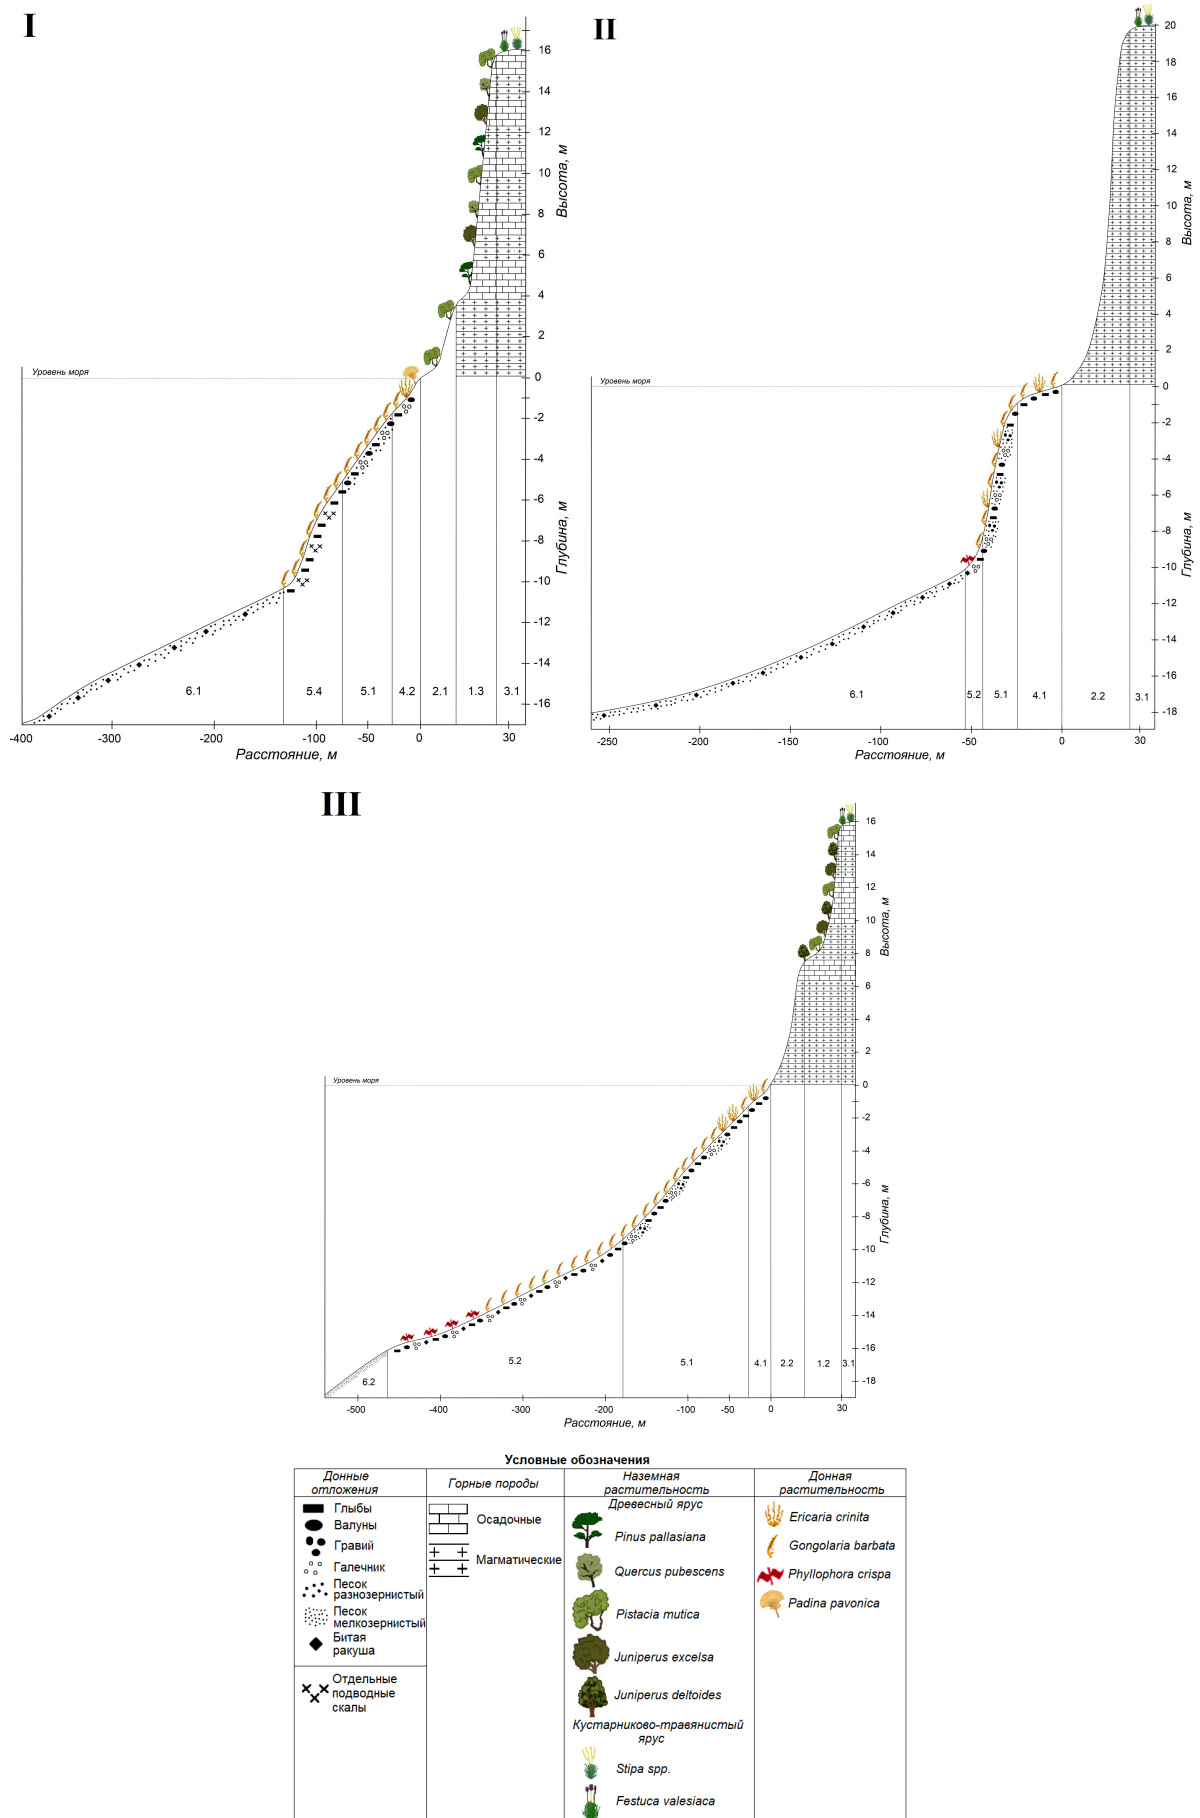 I
16
14
12
10
8
6
4
2
0
-2
-4
-6
-8
-10
-12
-14
-16
Высота, м
Глубина, м
Уровень моря
6.1
5.4
5.1
4.2
2.1
1.3
3.1
-400
-300
-200
-100
-50
0
30
Расстояние, м
II
20
18
16
14
12
10
8
6
4
2
0
-2
-4
-6
-8
-10
-12
-14
-16
-18
Высота, м
Глубина, м
Уровень моря
6.1
5.2
5.1
4.1
2.2
3.1
-250
-200
-150
-100
-50
0
30
Расстояние, м
III
16
14
12
10
8
6
4
2
0
-2
-4
-6
-8
-10
-12
-14
-16
-18
Высота, м
Глубина, м
Уровень моря
6.2
5.2
5.1
4.1
2.2
1.2
3.1
-500
-400
-300
-200
-100
-50
0
30
Расстояние, м
Условные обозначения
Донные
отложения
Глыбы
Валуны
Гравий
Галечник
Песок
разнозернистый
Песок
мелкозернистый
Битая
ракуша
Отдельные
подводные
скалы
Горные породы
Осадочные
Магматические
Наземная
растительность
Древесный ярус
Pinus pallasiana
Quercus pubescens
Pistacia mutica
Juniperus excelsa
Juniperus deltoides
Кустарниково-травянистый
ярус
Stipa spp.
Festuca valesiaca
Донная
растительность
Ericaria crinita
Gongolaria barbata
Phyllophora crispa
Padina pavonica